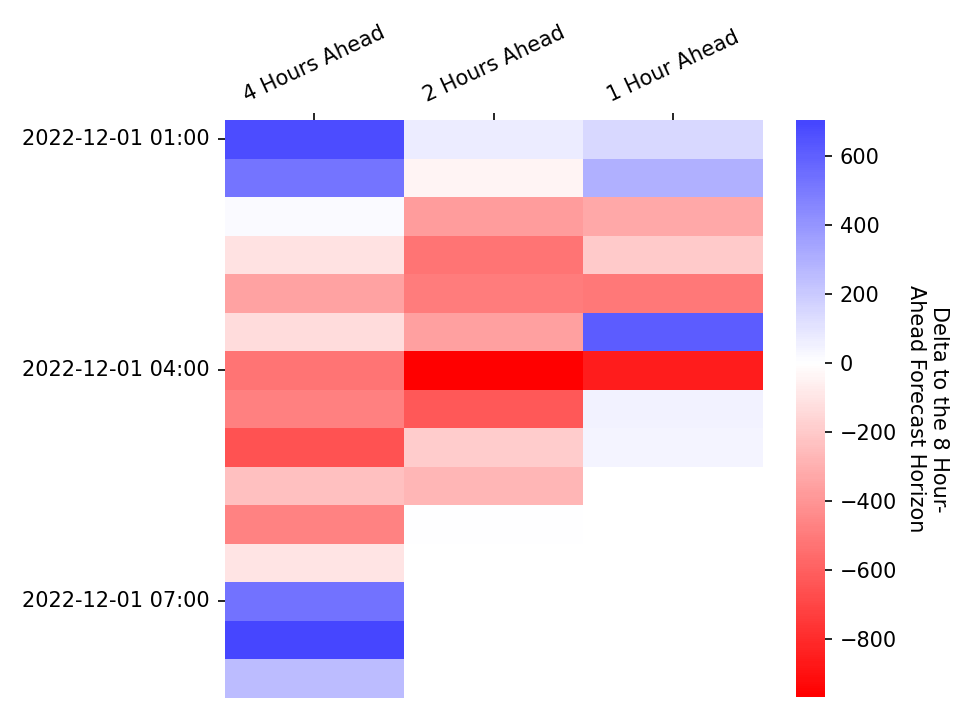 4 Hours Ahead
2 Hours Ahead
1 Hour Ahead
2022-12-01 01:00
2022-12-01 04:00
2022-12-01 07:00
600
400
200
0
−200
−400
−600
−800
Delta to the 8 Hour-
Ahead Forecast Horizon